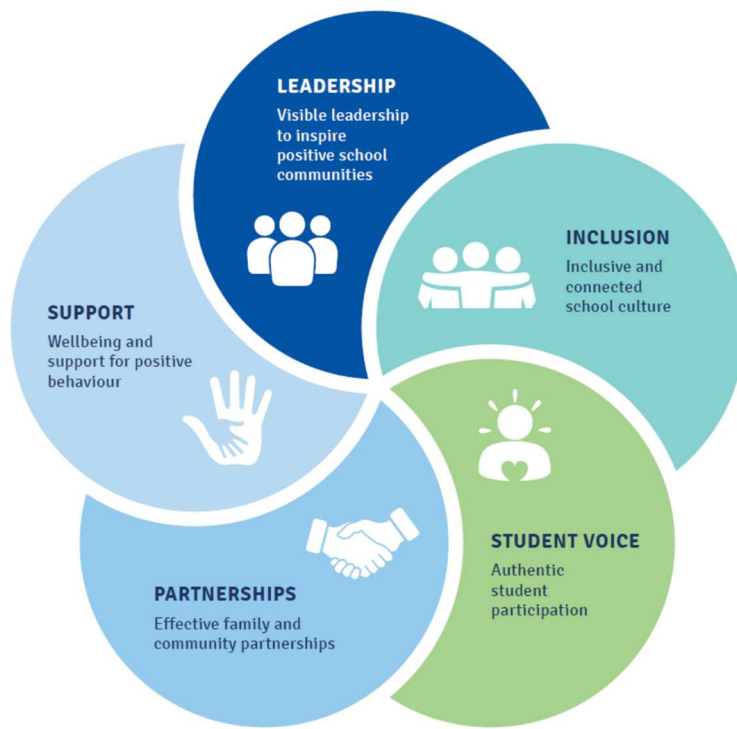 LEADERSHIP
Visible leadership
to inspire
positive school
communities
INCLUSION
Inclusive and
connected
school culture
STUDENT VOICE
Authentic
student
participation
PARTNERSHIPS
Effective family and
community partnerships
SUPPORT
Wellbeing and
support for positive
behaviour